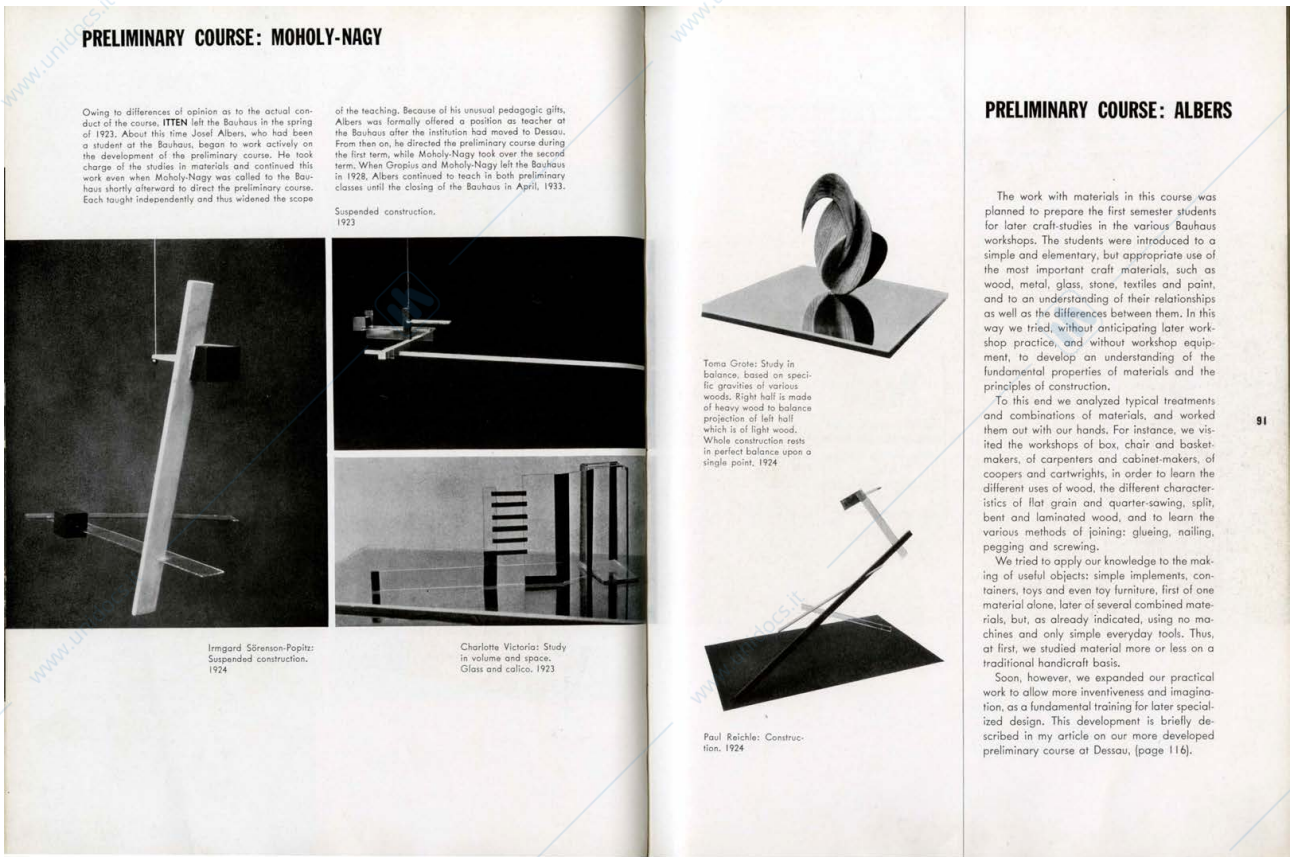 PRELIMINARY COURSE: MOHOLY-NAGY
Owing to differences of opinion as to the actual con-
duct of the course, ITTEN left the Bauhaus in the spring
of 1923. About this time Josef Albers, who had been
a student at the Bauhaus, began to work actively on
the development of the preliminary course. He took
charge of the studies in materials and continued this
work even when Moholy-Nagy was called to the Bau-
haus shortly afterward to direct the preliminary course.
Each taught independently and thus widened the scope
of the teaching. Because of his unusual pedagogic gifts,
Albers was formally offered a position as teacher at
the Bauhaus after the institution had moved to Dessau.
From then on, he directed the preliminary course during
the first term, while Moholy-Nagy took over the second
term. When Gropius and Moholy-Nagy left the Bauhaus
in 1928, Albers continued to teach in both preliminary
classes until the closing of the Bauhaus in April, 1933.
Suspended construction.
1923
Irmgard Sörenson-Popitz:
Suspended construction.
1924
Charlotte Victoria: Study
in volume and space.
Glass and calico. 1923
Toma Grote: Study in
balance, based on speci-
fic gravities of various
woods. Right half is made
of heavy wood to balance
projection of left half
which is of light wood.
Whole construction rests
in perfect balance upon a
single point. 1924
Paul Reichle: Construc-
tion. 1924
PRELIMINARY COURSE: ALBERS
The work with materials in this course was
planned to prepare the first semester students
for later craft-studies in the various Bauhaus
workshops. The students were introduced to a
simple and elementary, but appropriate use of
the most important craft materials, such as
wood, metal, glass, stone, textiles and paint,
and to an understanding of their relationships
as well as the differences between them. In this
way we tried, without anticipating later work-
shop practice, and without workshop equip-
ment, to develop an understanding of the
fundamental properties of materials and the
principles of construction.
To this end we analyzed typical treatments
and combinations of materials, and worked
them out with our hands. For instance, we vis-
ited the workshops of box, chair and basket-
makers, of carpenters and cabinet-makers, of
coopers and cartwrights, in order to learn the
different uses of wood, the different character-
istics of flat grain and quarter-sawing, split,
bent and laminated wood, and to learn the
various methods of joining: glueing, nailing,
pegging and screwing.
We tried to apply our knowledge to the mak-
ing of useful objects: simple implements, con-
tainers, toys and even toy furniture, first of one
material alone, later of several combined mate-
rials, but, as already indicated, using no ma-
chines and only simple everyday tools. Thus,
at first, we studied material more or less on a
traditional handicraft basis.
Soon, however, we expanded our practical
work to allow more inventiveness and imagina-
tion, as a fundamental training for later special-
ized design. This development is briefly de-
scribed in my article on our more developed
preliminary course at Dessau, (page 116).
91
www.unidocs.it
www.unidocs.it